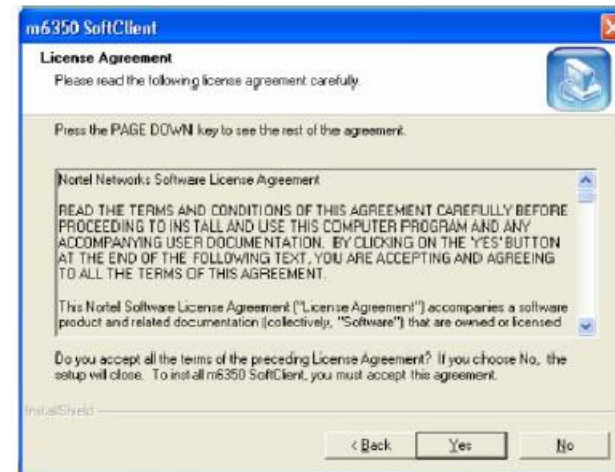 m6350 SoftClient
License Agreement
Please read the following license agreement carefully.
Press the PAGE DOWN key to see the rest of the agreement.
Nortel Networks Software License Agreement
READ THE TERMS AND CONDITIONS OF THIS AGREEMENT CAREFULLY BEFORE
PROCEEDING TO INSTALL AND USE THIS COMPUTER PROGRAM AND ANY
ACCOMPANYING USER DOCUMENTATION. BY CLICKING ON THE 'YES' BUTTON
AT THE END OF THE FOLLOWING TEXT, YOU ARE ACCEPTING AND AGREEING
TO ALL THE TERMS OF THIS AGREEMENT.
This Nortel Software License Agreement ("License Agreement") accompanies a software
product and related documentation (collectively, "Software") that are owned or licensed
Do you accept all the terms of the preceding License Agreement? If you choose No, the
setup will close. To install m6350 SoftClient, you must accept this agreement.
InstallShield
< Back
Yes
No